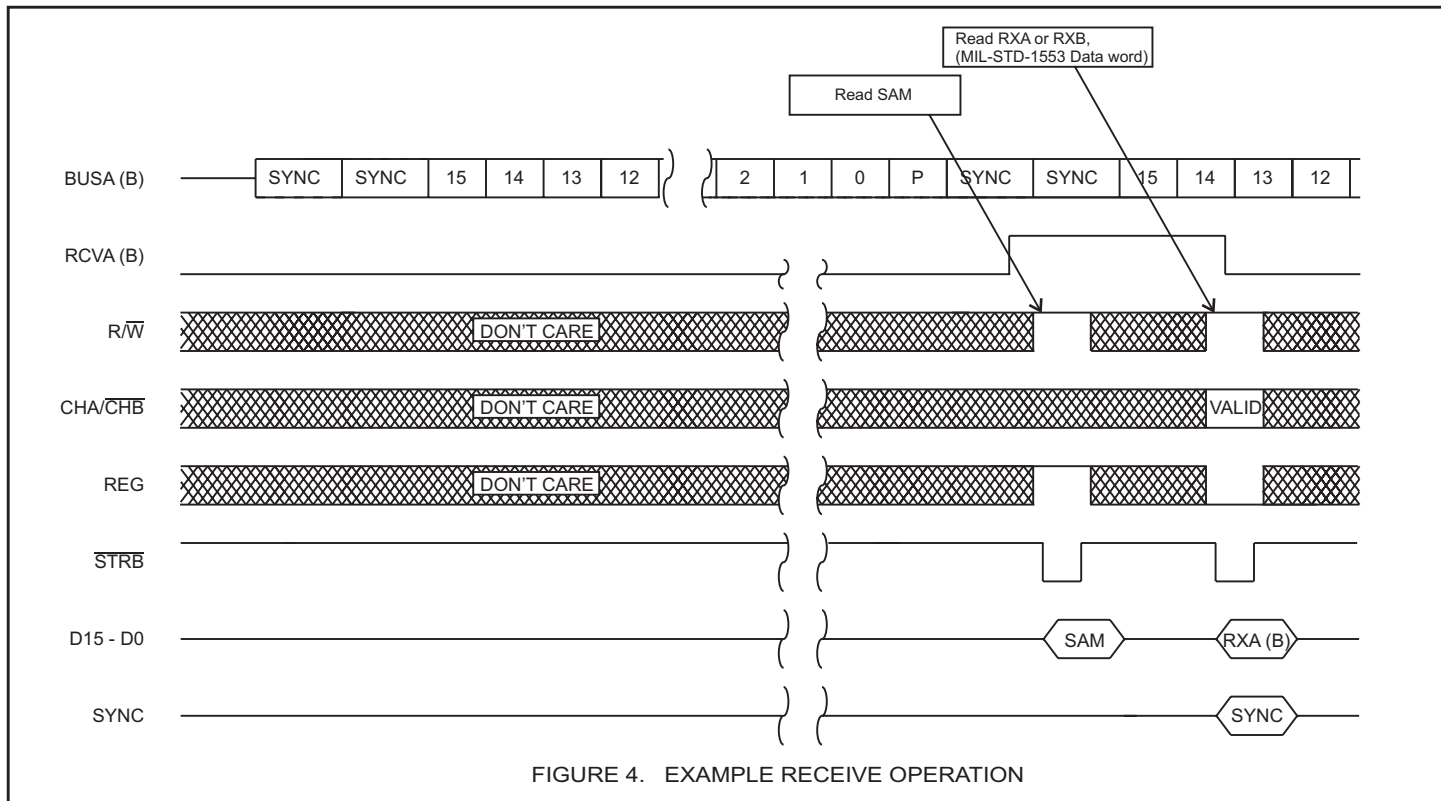 Read RXA or RXB,
(MIL-STD-1553 Data word)
Read SAM
BUSA (B) SYNC SYNC 15 14 13 12 2 1 0 P SYNC SYNC 15 14 13 12
RCVA (B)
R/W̅ DON'T CARE
CHA/C̅H̅B̅ DON'T CARE VALID
REG DON'T CARE
S̅T̅R̅B̅
D15 - D0 SAM RXA (B)
SYNC SYNC
FIGURE 4. EXAMPLE RECEIVE OPERATION